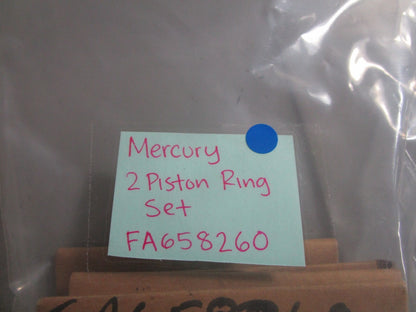 Mercury
2 Piston Ring
Set
FA658260